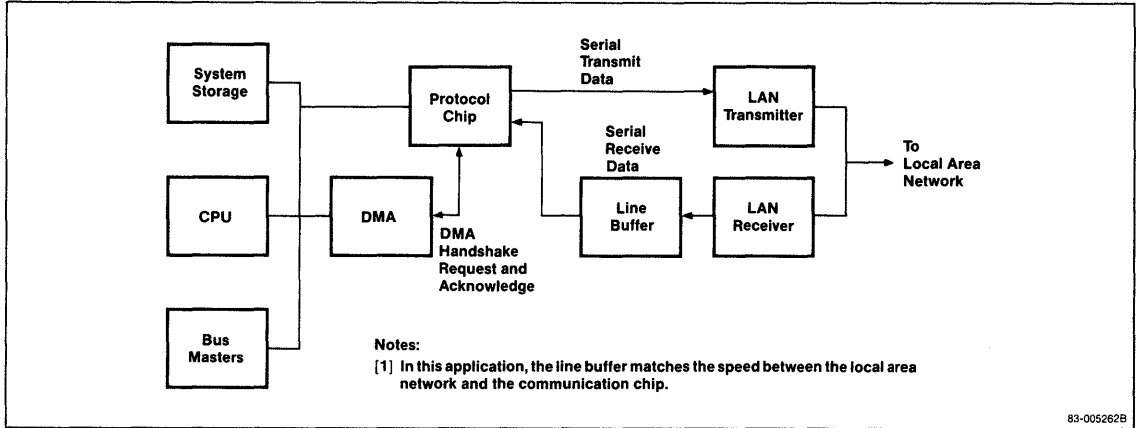 System
Storage
CPU
Bus
Masters
DMA
Protocol
Chip
DMA
Handshake
Request and
Acknowledge
Serial
Transmit
Data
Serial
Receive
Data
Line
Buffer
LAN
Transmitter
LAN
Receiver
To
Local Area
Network
Notes:
[1] In this application, the line buffer matches the speed between the local area
network and the communication chip.
83-005262B